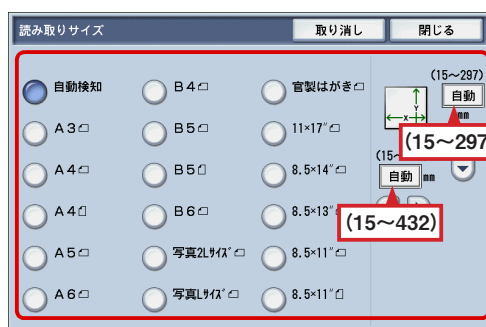 読み取りサイズ 取り消し 閉じる
自動検知 B4 官製はがき (15～297)
自動
Y mm
A3 B5 11×17" X (15～297
(15～
A4 B5 8.5×14" 自動 mm
A4 B6 8.5×13" (15～432)
A5 写真2Lサイズ 8.5×11"
A6 写真Lサイズ 8.5×11"